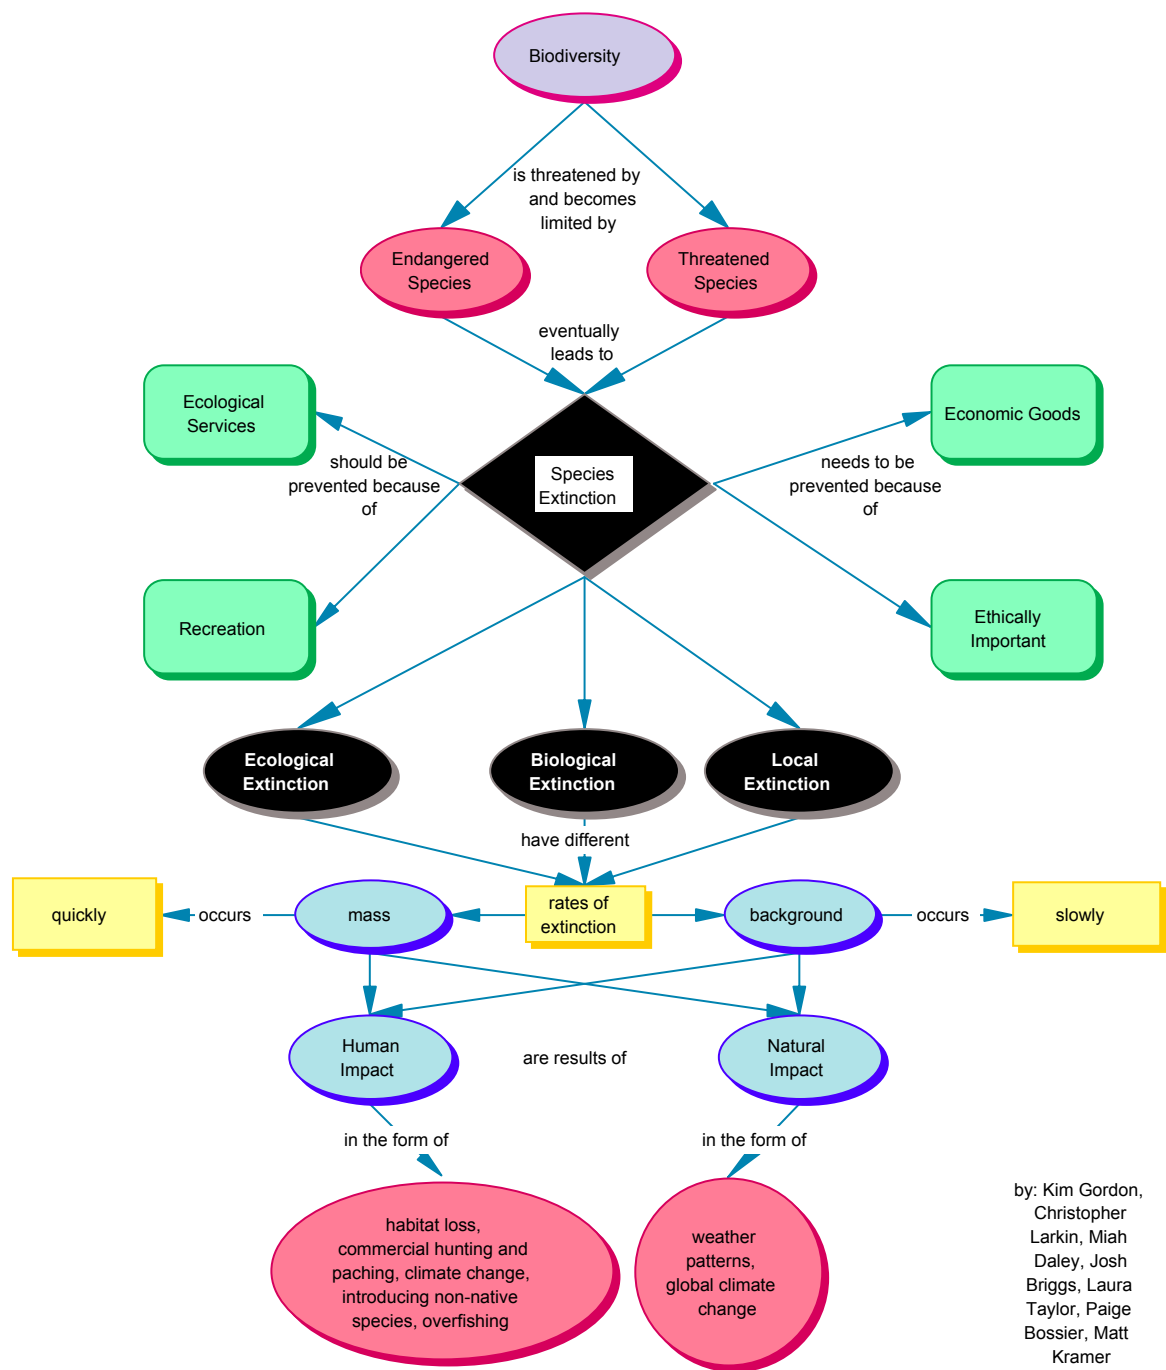 Biodiversity
is threatened by
and becomes
limited by
Endangered
Species
Threatened
Species
eventually
leads to
Ecological
Services
Economic Goods
should be
prevented because
of
Species
Extinction
needs to be
prevented because
of
Recreation
Ethically
Important
Ecological
Extinction
Biological
Extinction
Local
Extinction
have different
quickly
occurs
mass
rates of
extinction
background
occurs
slowly
Human
Impact
are results of
Natural
Impact
in the form of
in the form of
habitat loss,
commercial hunting and
paching, climate change,
introducing non-native
species, overfishing
weather
patterns,
global climate
change
by: Kim Gordon,
Christopher
Larkin, Miah
Daley, Josh
Briggs, Laura
Taylor, Paige
Bossier, Matt
Kramer